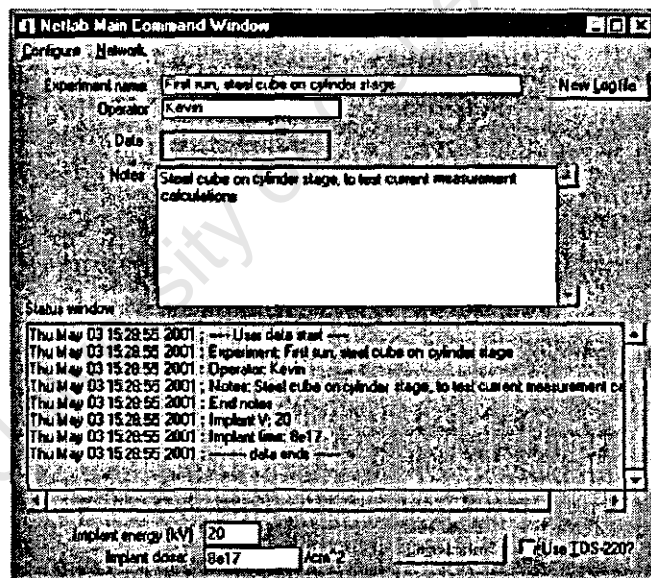 Netlab Main Command Window
Configure Network
Experiment name First run, steel cube on cylinder stage New Logfile
Operator Kevin
Date
Notes Steel cube on cylinder stage, to test current measurement
calculations
Status window
Thu May 03 15:28:55 2001 : ---- User data start ----
Thu May 03 15:28:55 2001 : Experiment: First run, steel cube on cylinder stage
Thu May 03 15:28:55 2001 : Operator: Kevin
Thu May 03 15:28:55 2001 : Notes: Steel cube on cylinder stage, to test current measurement ca
Thu May 03 15:28:55 2001 : End notes
Thu May 03 15:28:55 2001 : Implant V: 20
Thu May 03 15:28:55 2001 : Implant time: 8e17
Thu May 03 15:28:55 2001 : ---- data ends ----
Implant energy (kV) 20
Implant dose: 8e17 /cm^2 Use TDS-220?
sity of